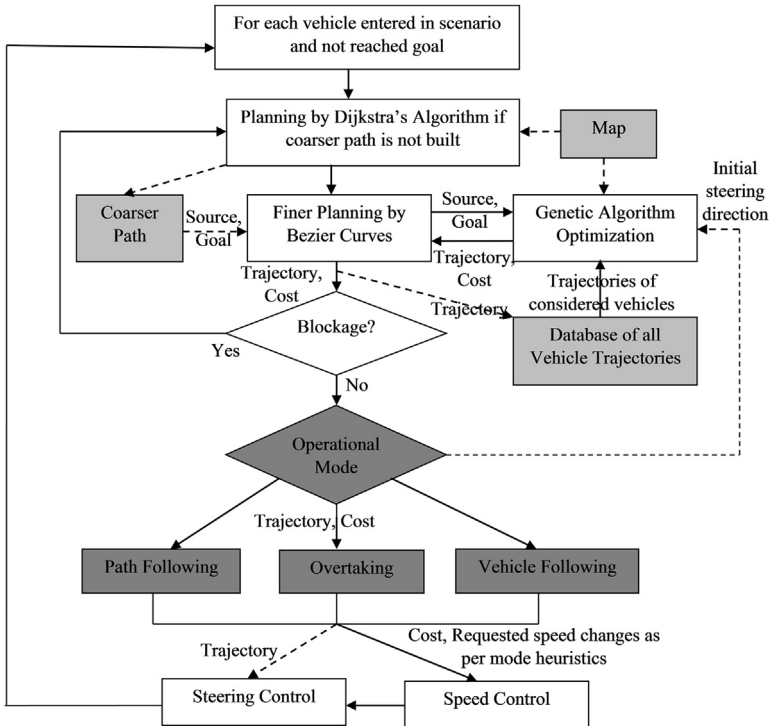 For each vehicle entered in scenario
and not reached goal
Planning by Dijkstra's Algorithm if
coarser path is not built
Map
Initial
steering
direction
Coarser
Path
Source,
Goal
Finer Planning by
Bezier Curves
Source,
Goal
Genetic Algorithm
Optimization
Trajectory,
Cost
Trajectory,
Cost
Trajectories of
considered vehicles
Trajectory
Blockage?
Database of all
Vehicle Trajectories
Yes
No
Operational
Mode
Trajectory, Cost
Path Following
Overtaking
Vehicle Following
Trajectory
Cost, Requested speed changes as
per mode heuristics
Steering Control
Speed Control